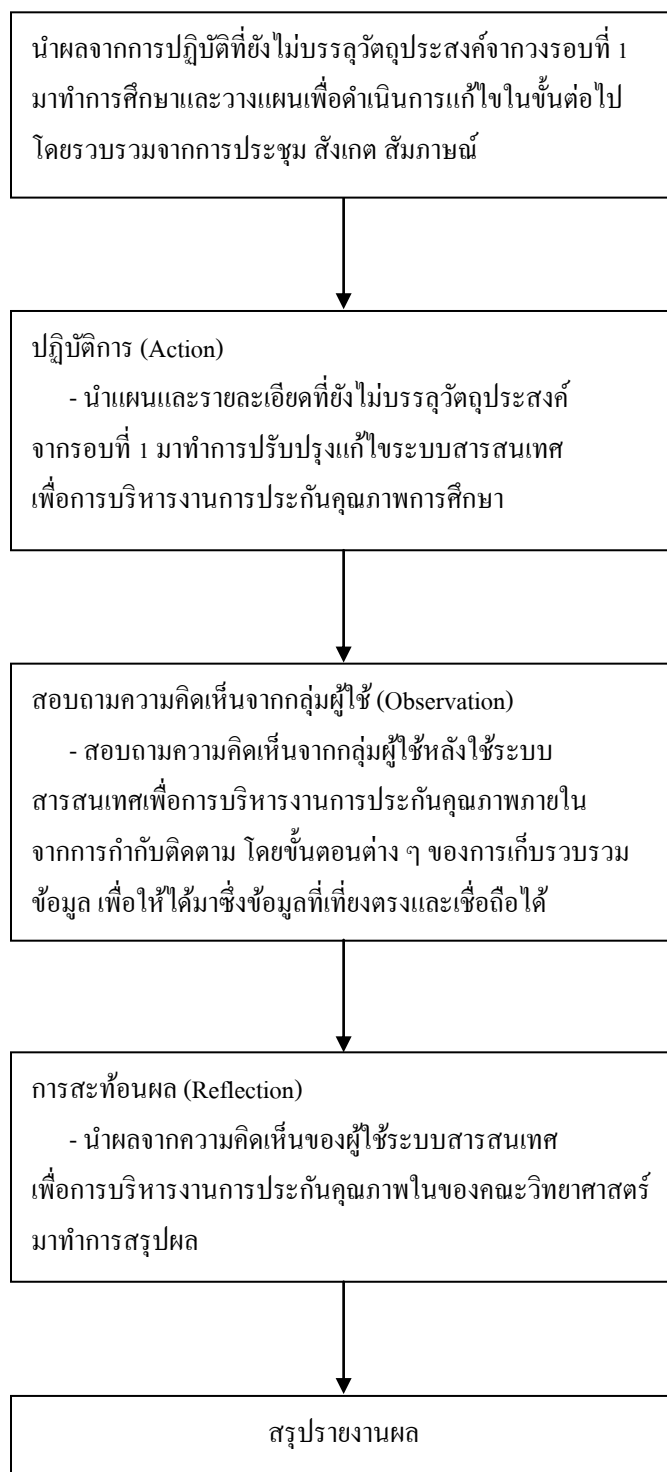 นำผลจากการปฏิบัติที่ยังไม่บรรลุวัตถุประสงค์จากวงรอบที่ 1
มาทำการศึกษาและวางแผนเพื่อดำเนินการแก้ไขในขั้นต่อไป
โดยรวบรวมจากการประชุม สังเกต สัมภาษณ์
ปฏิบัติการ (Action)
- นำแผนและรายละเอียดที่ยังไม่บรรลุวัตถุประสงค์
จากรอบที่ 1 มาทำการปรับปรุงแก้ไขระบบสารสนเทศ
เพื่อการบริหารงานการประกันคุณภาพการศึกษา
สอบถามความคิดเห็นจากกลุ่มผู้ใช้ (Observation)
- สอบถามความคิดเห็นจากกลุ่มผู้ใช้หลังใช้ระบบ
สารสนเทศเพื่อการบริหารงานการประกันคุณภาพภายใน
จากการกำกับติดตาม โดยขั้นตอนต่าง ๆ ของการเก็บรวบรวม
ข้อมูล เพื่อให้ได้มาซึ่งข้อมูลที่เที่ยงตรงและเชื่อถือได้
การสะท้อนผล (Reflection)
- นำผลจากความคิดเห็นของผู้ใช้ระบบสารสนเทศ
เพื่อการบริหารงานการประกันคุณภาพในของคณะวิทยาศาสตร์
มาทำการสรุปผล
สรุปรายงานผล